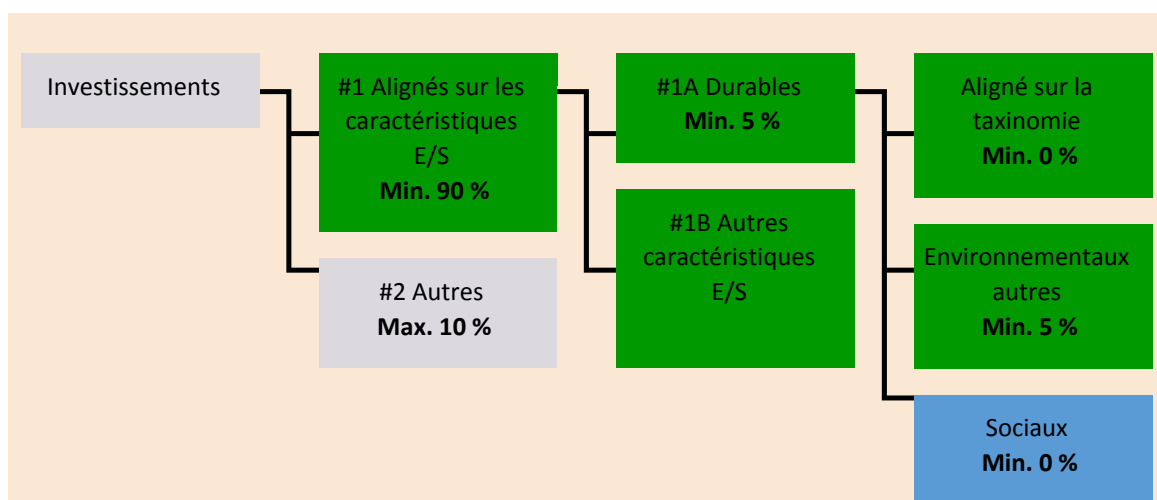 Investissements
#1 Alignés sur les
caractéristiques
E/S
Min. 90 %
#2 Autres
Max. 10 %
#1A Durables
Min. 5 %
#1B Autres
caractéristiques
E/S
Aligné sur la
taxinomie
Min. 0 %
Environnementaux
autres
Min. 5 %
Sociaux
Min. 0 %